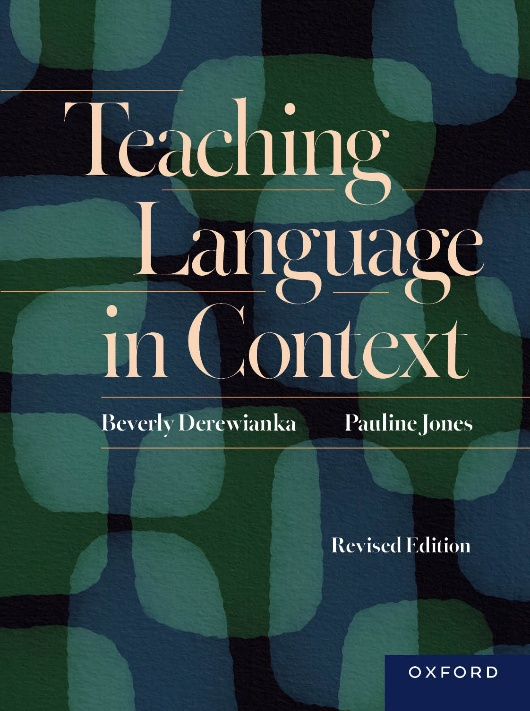 Teaching
Language
in Context
Beverly Derewianka Pauline Jones
Revised Edition
OXFORD